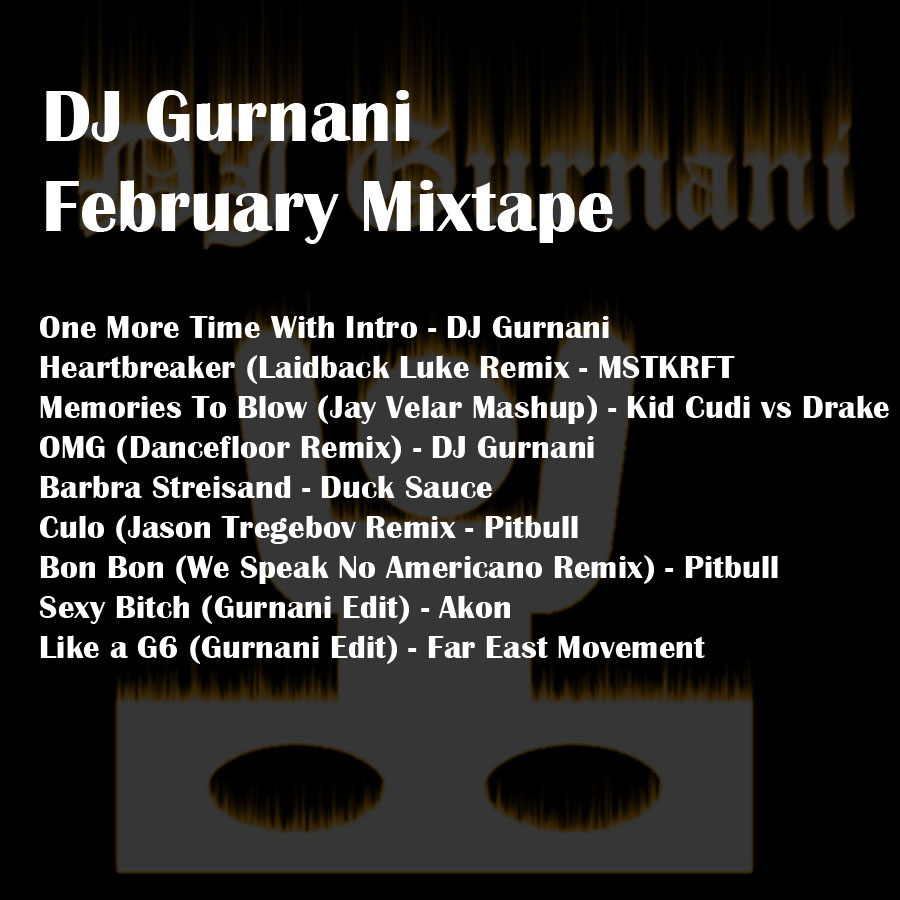 DJ Gurnani
DJ Gurnani
February Mixtape
One More Time With Intro - DJ Gurnani
Heartbreaker (Laidback Luke Remix - MSTKRFT
Memories To Blow (Jay Velar Mashup) - Kid Cudi vs Drake
OMG (Dancefloor Remix) - DJ Gurnani
Barbra Streisand - Duck Sauce
Culo (Jason Tregebov Remix - Pitbull
Bon Bon (We Speak No Americano Remix) - Pitbull
Sexy Bitch (Gurnani Edit) - Akon
Like a G6 (Gurnani Edit) - Far East Movement